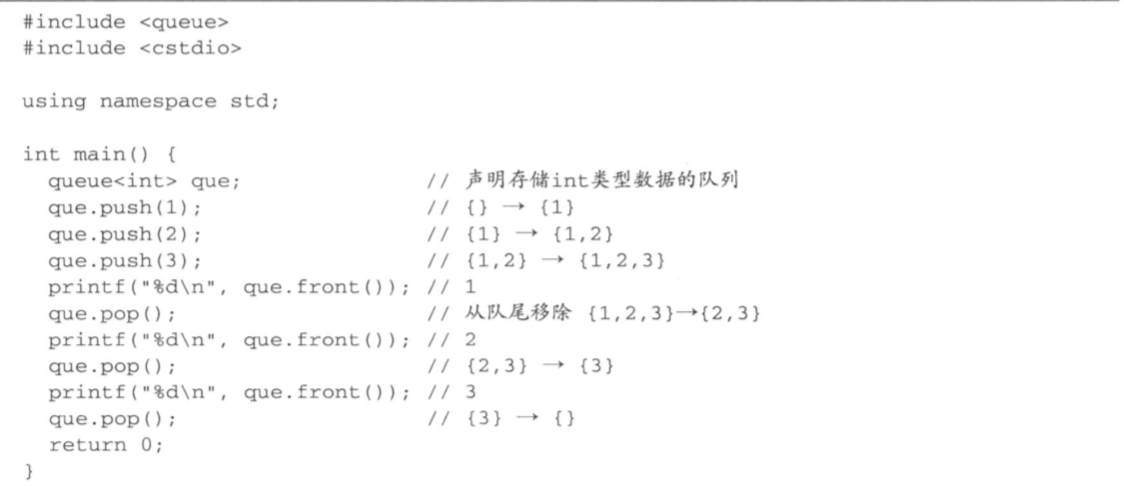 #include <queue>
#include <cstdio>

using namespace std;

int main() {
  queue<int> que;              // 声明存储int类型数据的队列
  que.push(1);                 // {} → {1}
  que.push(2);                 // {1} → {1,2}
  que.push(3);                 // {1,2} → {1,2,3}
  printf("%d\n", que.front()); // 1
  que.pop();                   // 从队尾移除 {1,2,3}→{2,3}
  printf("%d\n", que.front()); // 2
  que.pop();                   // {2,3} → {3}
  printf("%d\n", que.front()); // 3
  que.pop();                   // {3} → {}
  return 0;
}